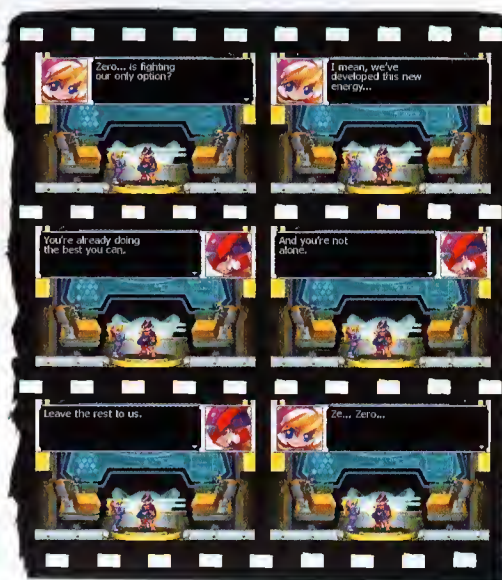 Zero... is fighting
our only option?
I mean, we've
developed this new
energy...
You're already doing
the best you can.
And you're not
alone.
Leave the rest to us.
Ze... Zero...